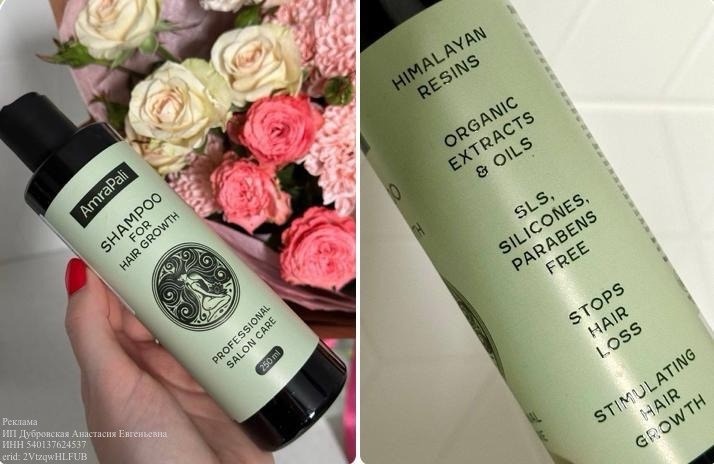 AmraPali
SHAMPOO
FOR
HAIR GROWTH
PROFESSIONAL
SALON CARE
250 ml
HIMALAYAN
RESINS
ORGANIC
EXTRACTS
& OILS
SLS,
SILICONES,
PARABENS
FREE
STOPS
HAIR
LOSS
STIMULATING
HAIR
GROWTH
Реклама
ИП Дубровская Анастасия Евгеньевна
ИНН 540137624537
erid: 2VtzqwHLFUB